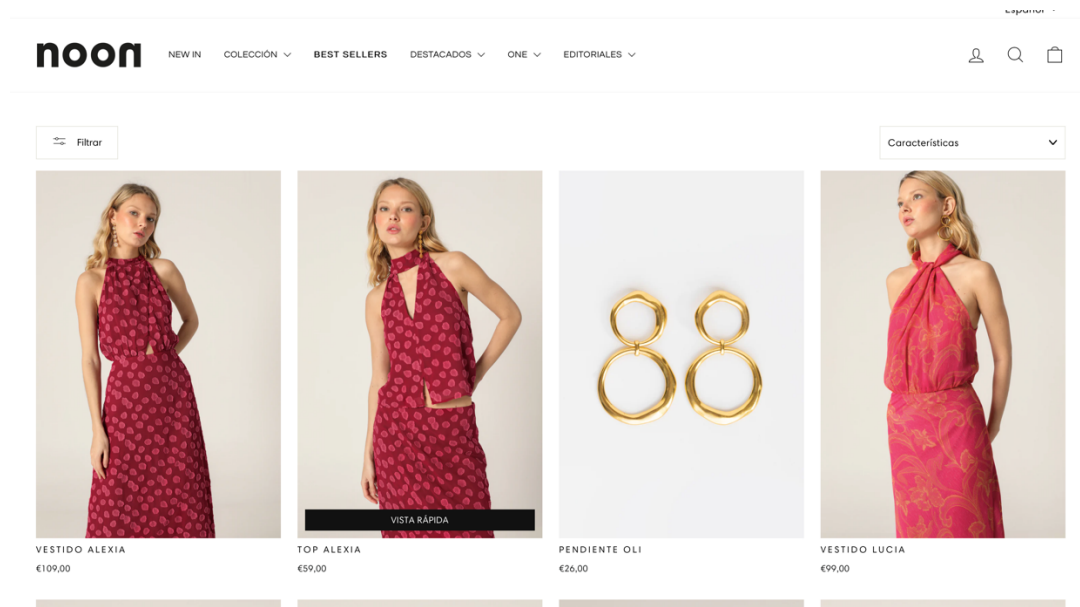 Español
noon
NEW IN COLECCIÓN BEST SELLERS DESTACADOS ONE EDITORIALES
Filtrar
Características
VISTA RÁPIDA
VESTIDO ALEXIA TOP ALEXIA PENDIENTE OLI VESTIDO LUCIA
€109,00 €59,00 €26,00 €99,00